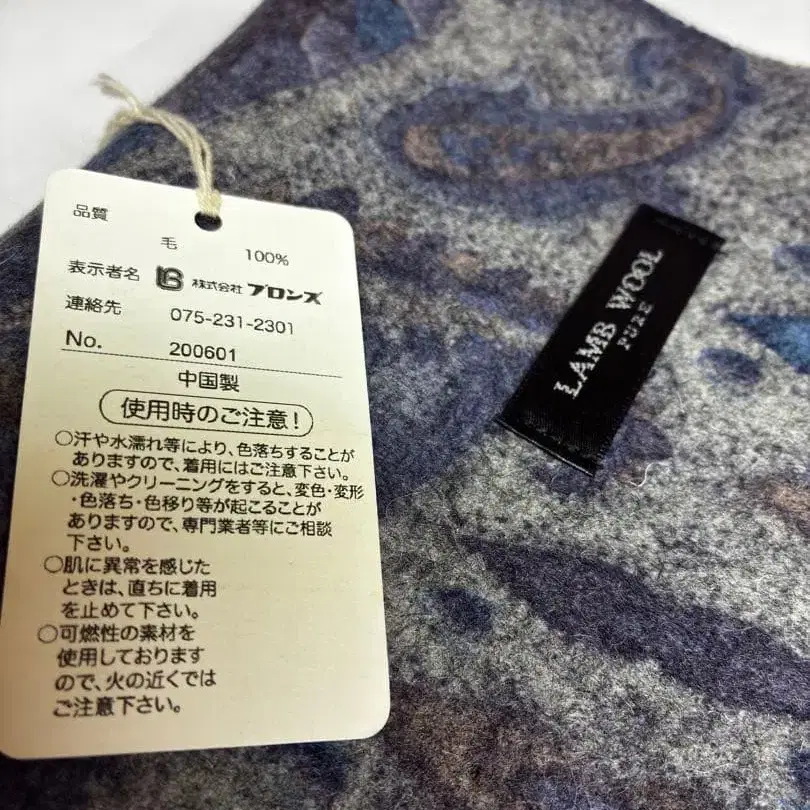 品質
毛 100%
表示者名 B 株式会社 ブロンズ
連絡先 075-231-2301
No. 200601
中国製
使用時のご注意!
○汗や水濡れ等により、色落ちすることが
ありますので、着用にはご注意下さい。
○洗濯やクリーニングをすると、変色・変形
・色落ち・色移り等が起こることが
ありますので、専門業者等にご相談
下さい。
○肌に異常を感じた
ときは、直ちに着用
を止めて下さい。
○可燃性の素材を
使用しております
ので、火の近くでは
ご注意下さい。
LAMB WOOL
PURE